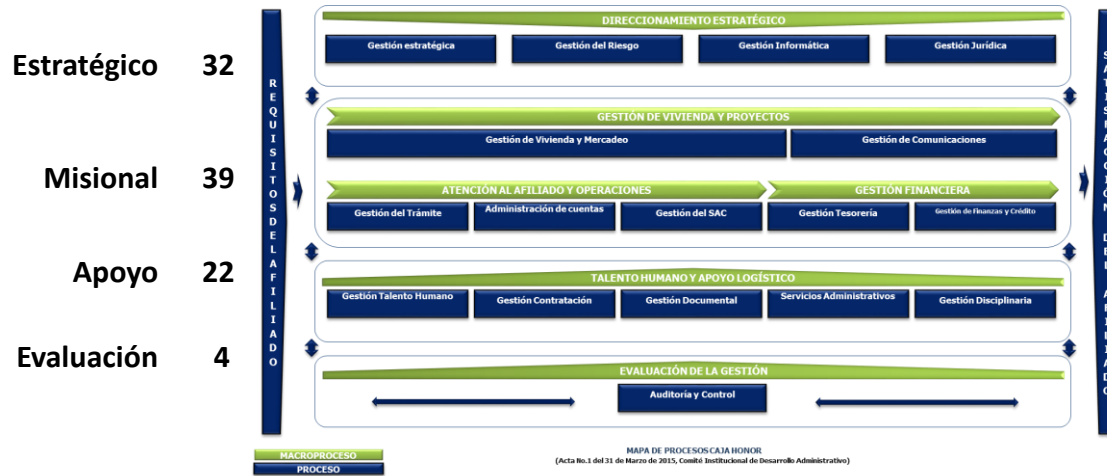 DIRECCIONAMIENTO ESTRATÉGICO
Gestión estratégica
Gestión del Riesgo
Gestión Informática
Gestión Jurídica
Estratégico 32
REQUISITOS DEL AFILIADO
SATISFACCIÓN DEL AFILIADO
GESTIÓN DE VIVIENDA Y PROYECTOS
Gestión de Vivienda y Mercadeo
Gestión de Comunicaciones
Misional 39
ATENCIÓN AL AFILIADO Y OPERACIONES
GESTIÓN FINANCIERA
Gestión del Trámite
Administración de cuentas
Gestión del SAC
Gestión Tesorería
Gestión de Finanzas y Crédito
Apoyo 22
TALENTO HUMANO Y APOYO LOGÍSTICO
Gestión Talento Humano
Gestión Contratación
Gestión Documental
Servicios Administrativos
Gestión Disciplinaria
Evaluación 4
EVALUACIÓN DE LA GESTIÓN
Auditoria y Control
MACROPROCESO
PROCESO
MAPA DE PROCESOS CAJA HONOR
(Acta No.1 del 31 de Marzo de 2015, Comité Institucional de Desarrollo Administrativo)